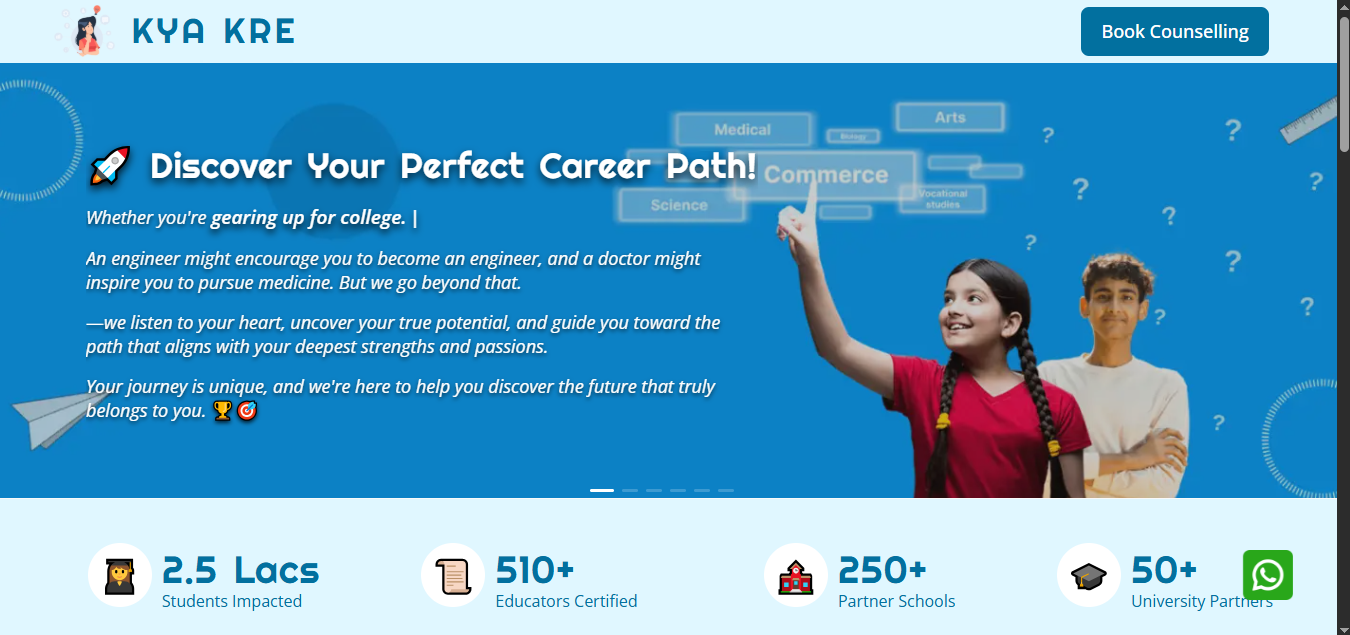 KYA KRE
Book Counselling
Medical
Biology
Arts
Commerce
Science
Vocational
studies
Discover Your Perfect Career Path!
Whether you're gearing up for college. |
An engineer might encourage you to become an engineer, and a doctor might
inspire you to pursue medicine. But we go beyond that.
—we listen to your heart, uncover your true potential, and guide you toward the
path that aligns with your deepest strengths and passions.
Your journey is unique, and we're here to help you discover the future that truly
belongs to you.
2.5 Lacs
Students Impacted
510+
Educators Certified
250+
Partner Schools
50+
University Partners